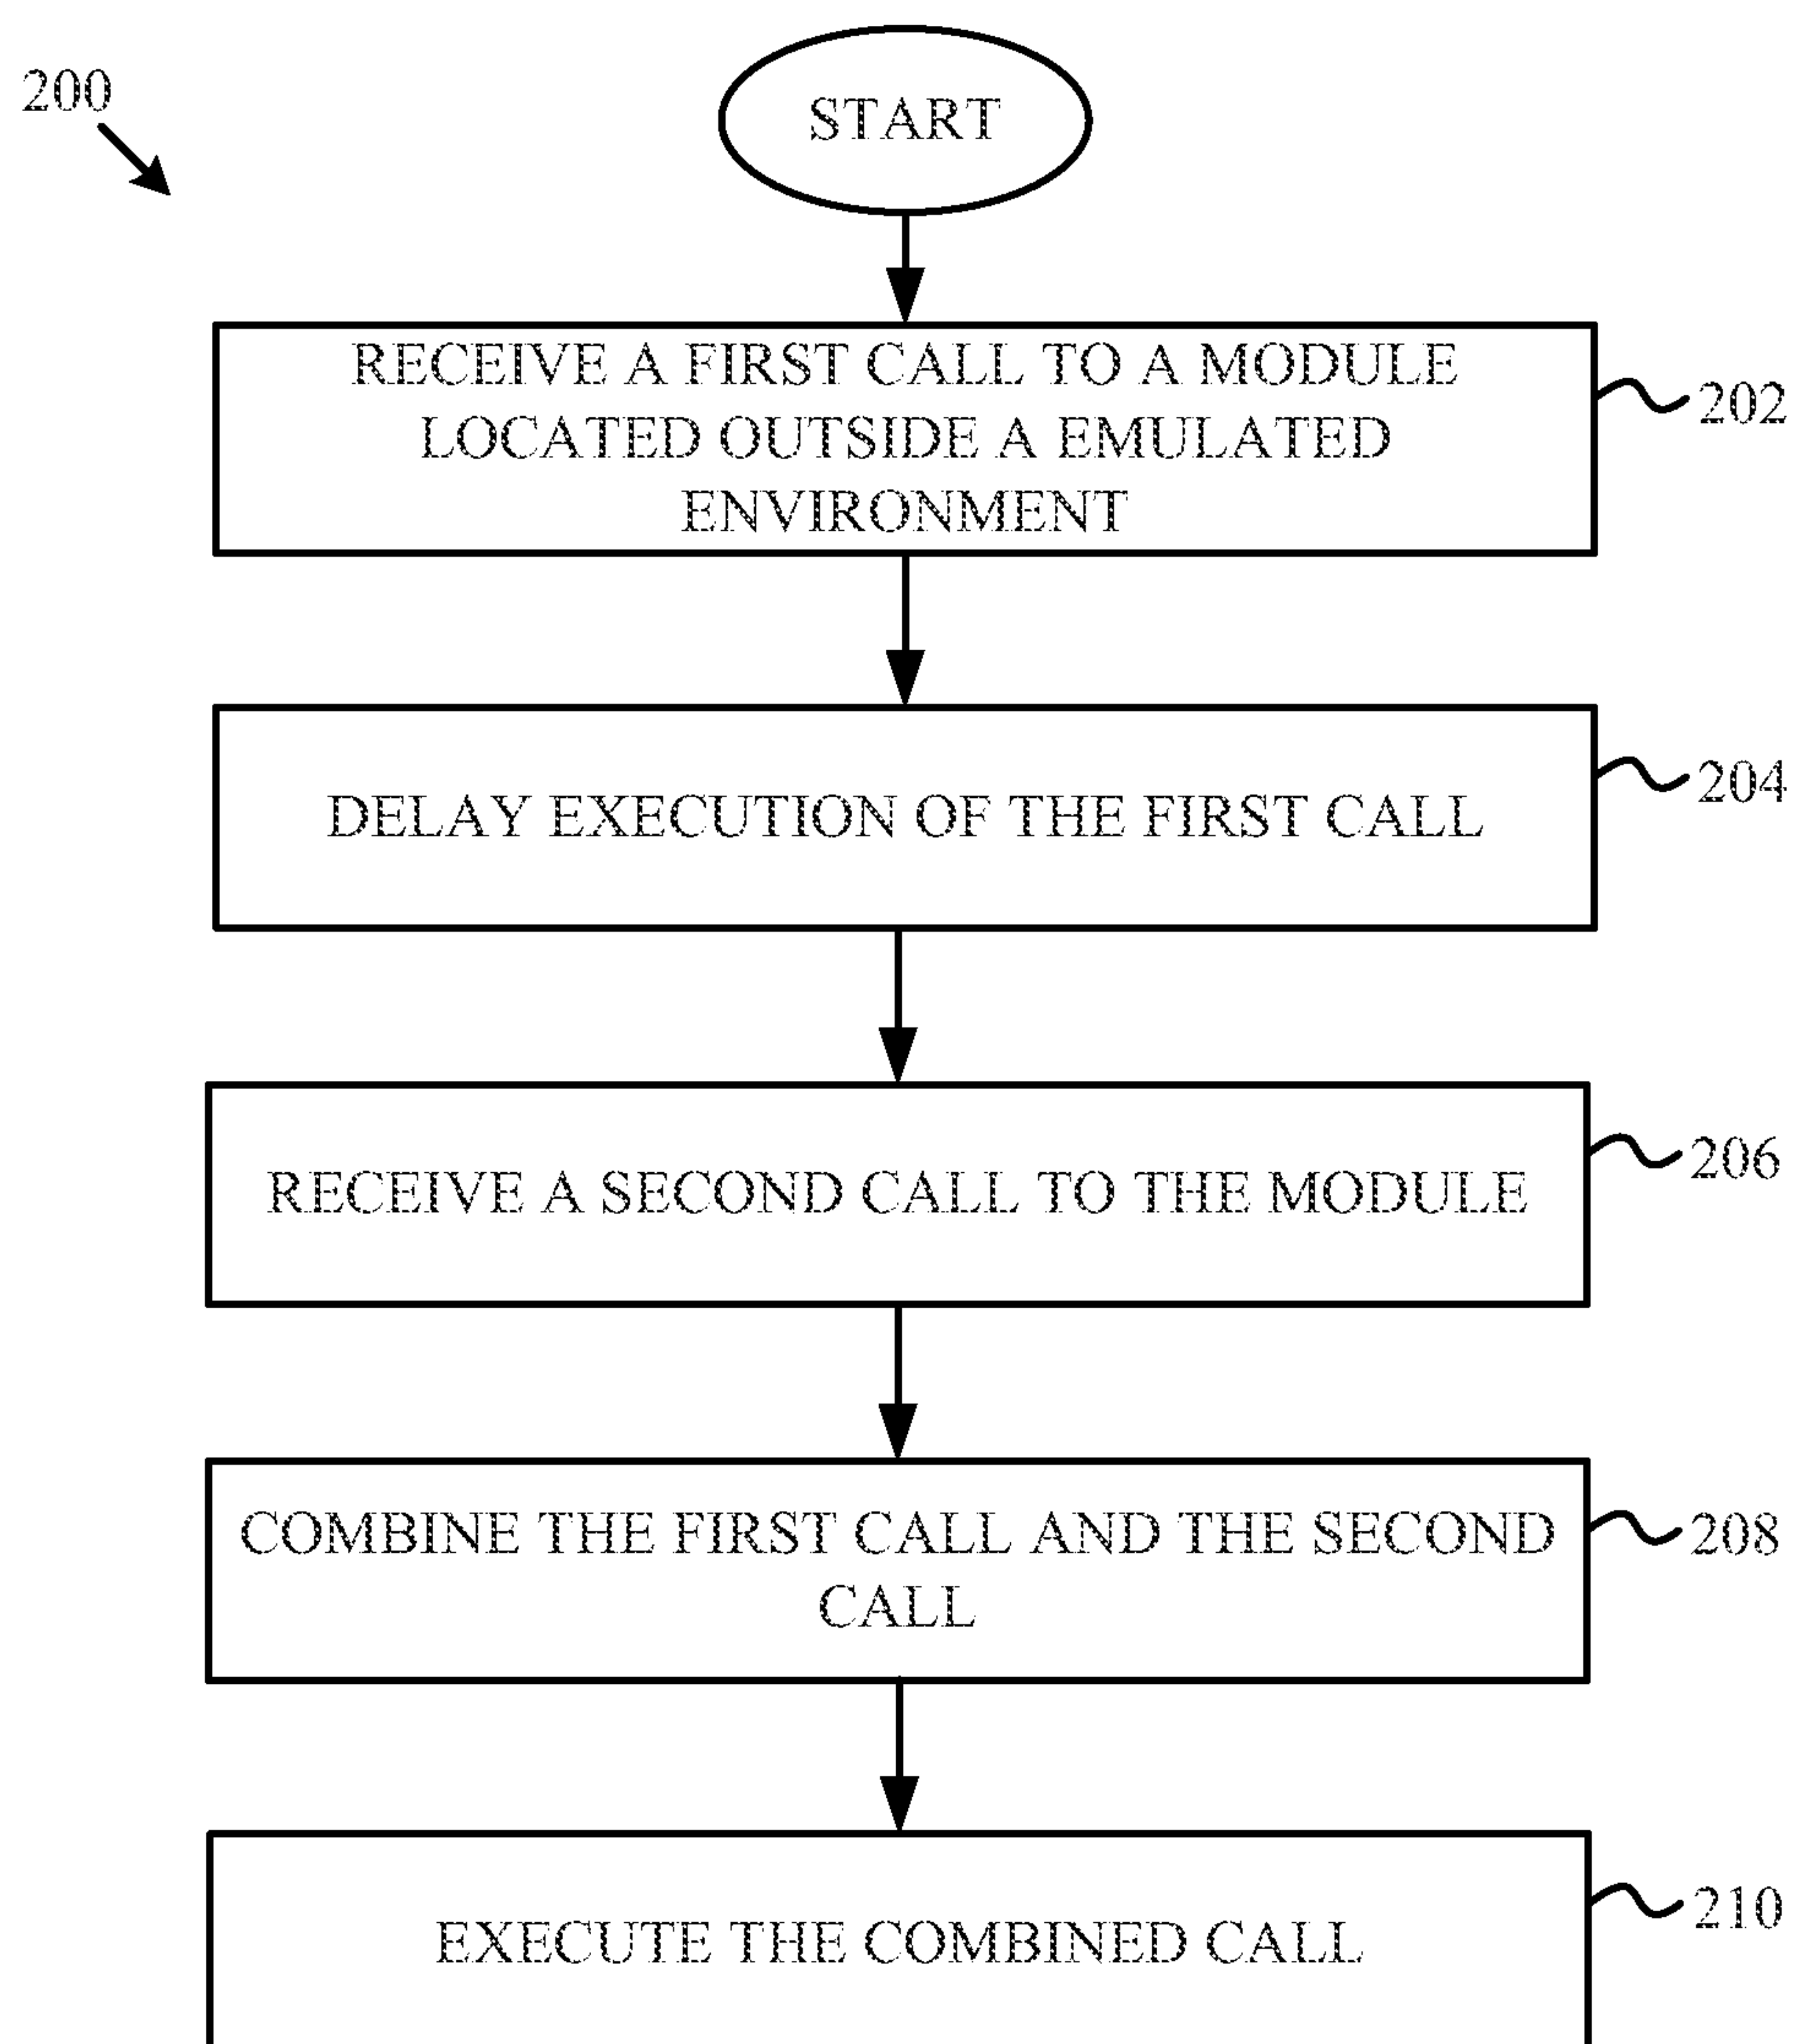 200
START
RECEIVE A FIRST CALL TO A MODULE
LOCATED OUTSIDE A EMULATED
ENVIRONMENT
202
DELAY EXECUTION OF THE FIRST CALL
204
RECEIVE A SECOND CALL TO THE MODULE
206
COMBINE THE FIRST CALL AND THE SECOND
CALL
208
EXECUTE THE COMBINED CALL
210